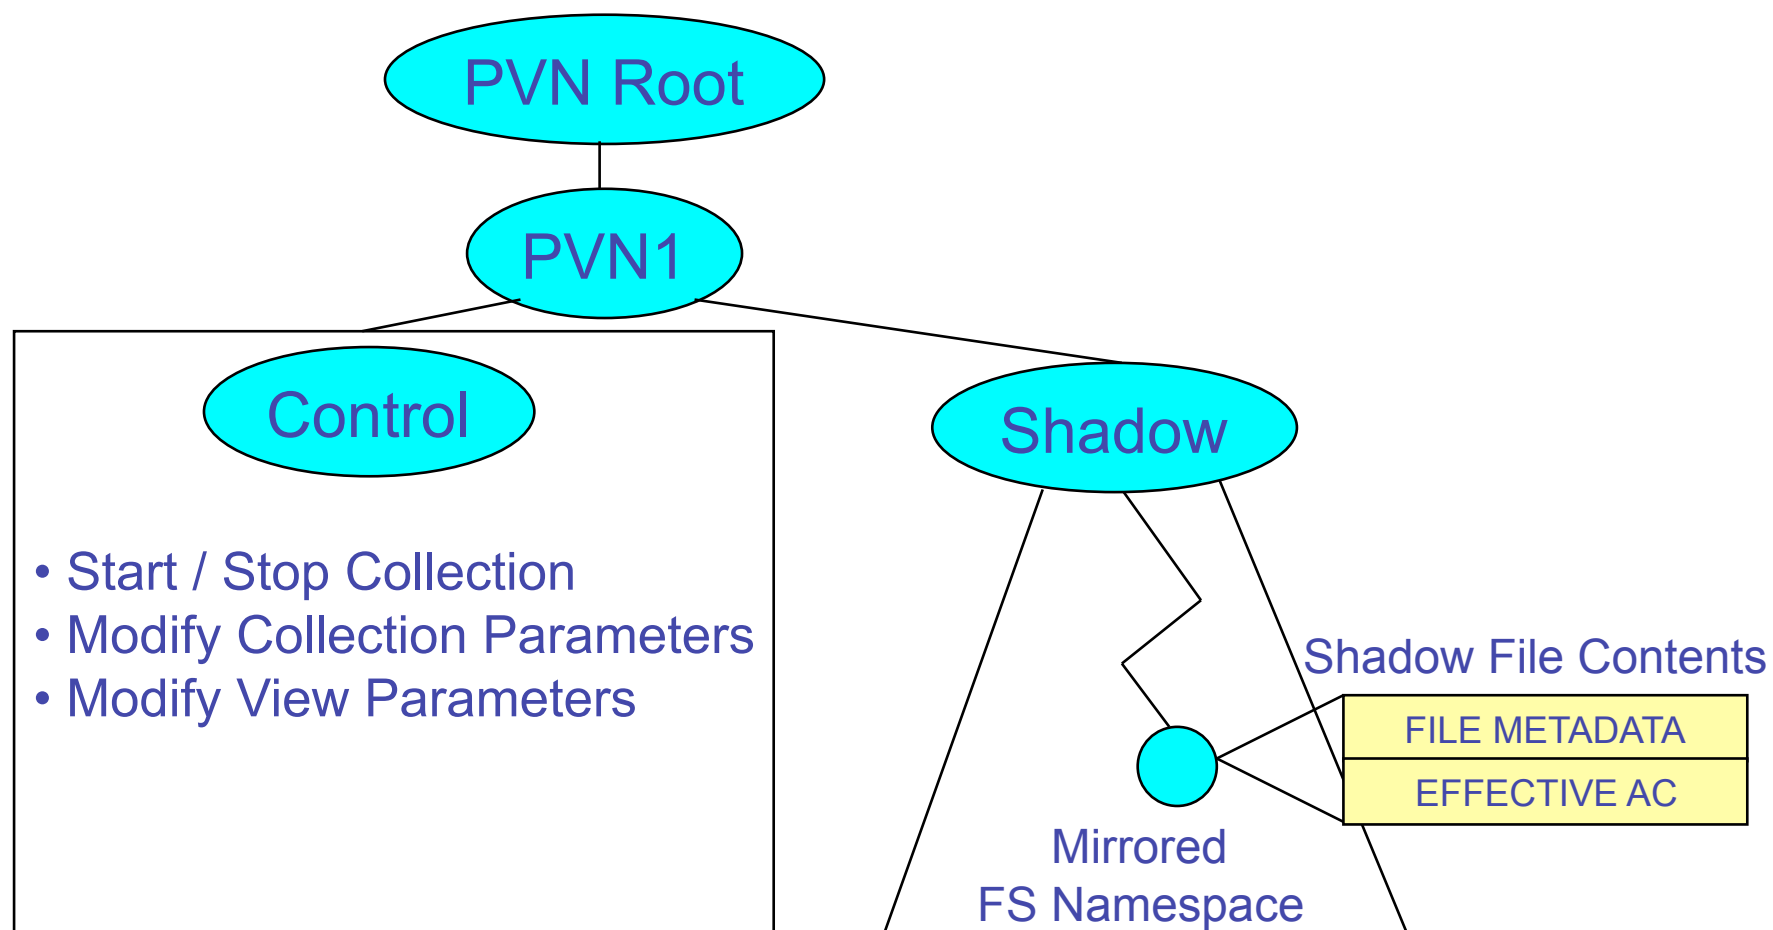 PVN Root
PVN1
Control
Shadow
• Start / Stop Collection
• Modify Collection Parameters
• Modify View Parameters
Shadow File Contents
FILE METADATA
EFFECTIVE AC
Mirrored
FS Namespace